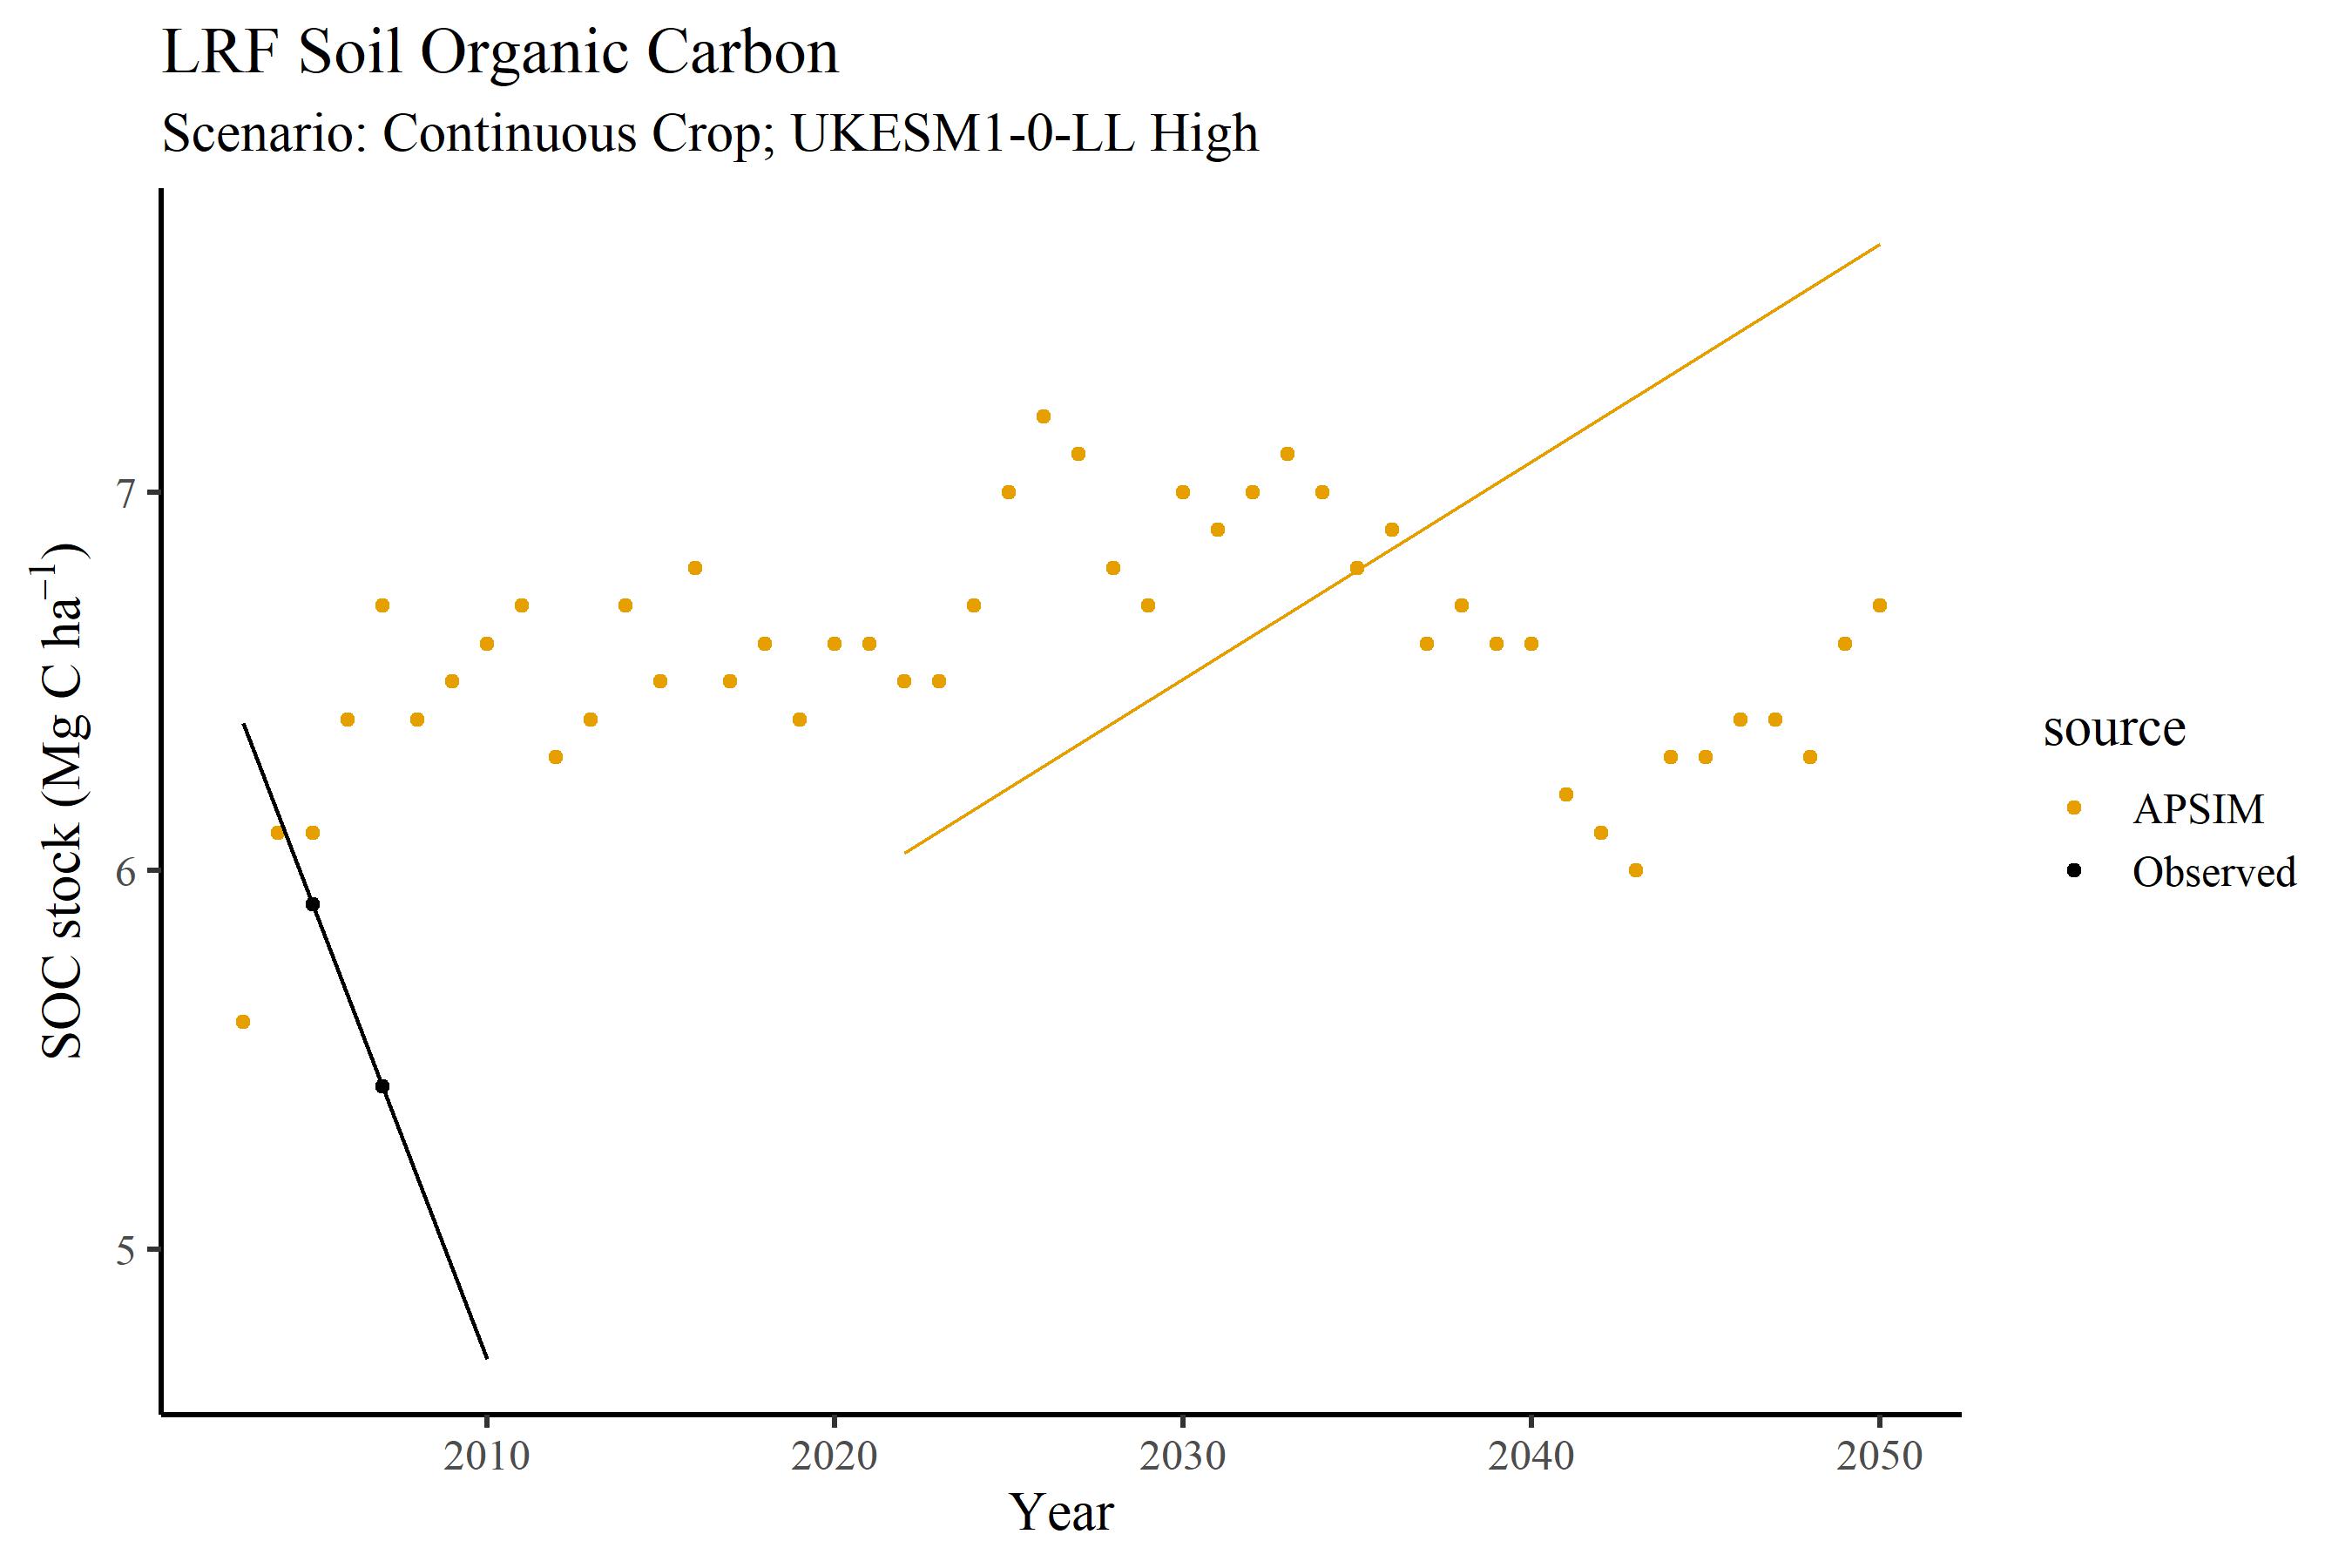 LRF Soil Organic Carbon
Scenario: Continuous Crop; UKESM1-0-LL High
SOC stock (Mg C ha⁻¹)
7
6
5
2010 2020 2030 2040 2050
Year
source
APSIM
Observed